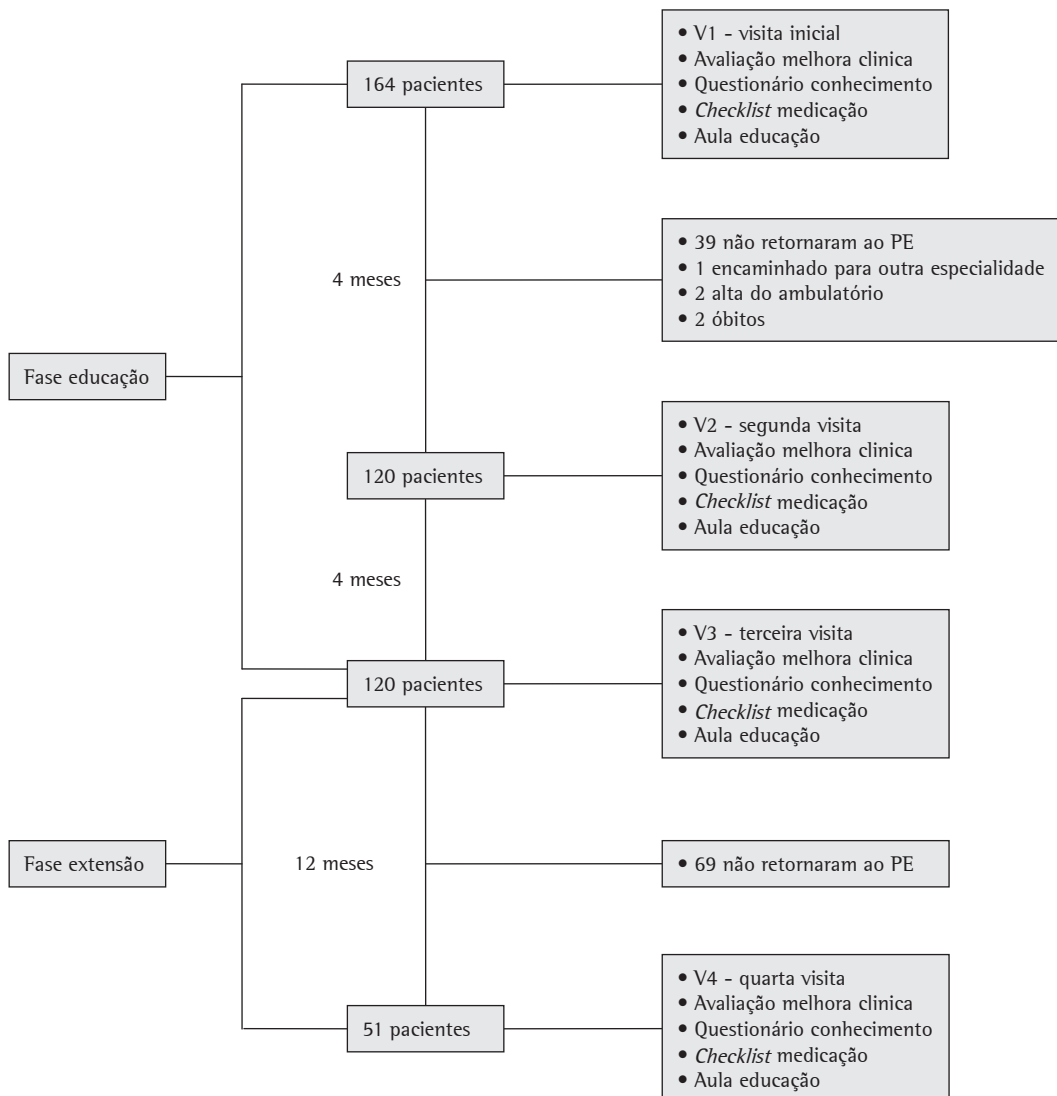 • V1 - visita inicial
• Avaliação melhora clinica
• Questionário conhecimento
• Checklist medicação
• Aula educação
164 pacientes
• 39 não retornaram ao PE
• 1 encaminhado para outra especialidade
• 2 alta do ambulatório
• 2 óbitos
4 meses
Fase educação
• V2 - segunda visita
• Avaliação melhora clinica
• Questionário conhecimento
• Checklist medicação
• Aula educação
120 pacientes
4 meses
• V3 - terceira visita
• Avaliação melhora clinica
• Questionário conhecimento
• Checklist medicação
• Aula educação
120 pacientes
Fase extensão
12 meses
• 69 não retornaram ao PE
• V4 - quarta visita
• Avaliação melhora clinica
• Questionário conhecimento
• Checklist medicação
• Aula educação
51 pacientes